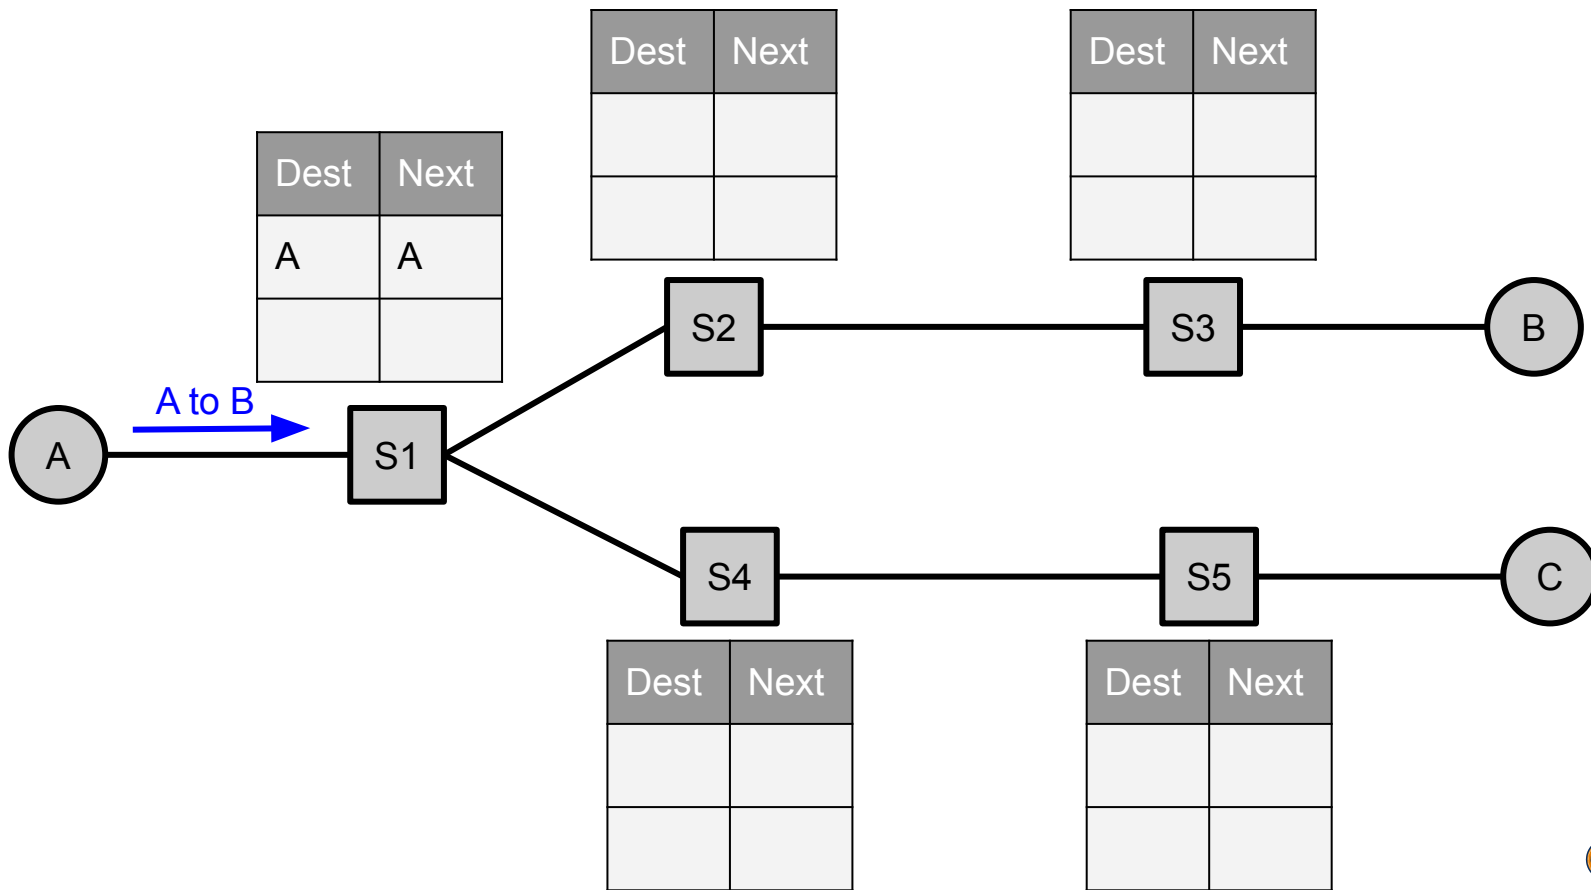 Dest Next
Dest Next
Dest Next
A A
S2 S3 B
A to B
A S1
S4 S5 C
Dest Next
Dest Next